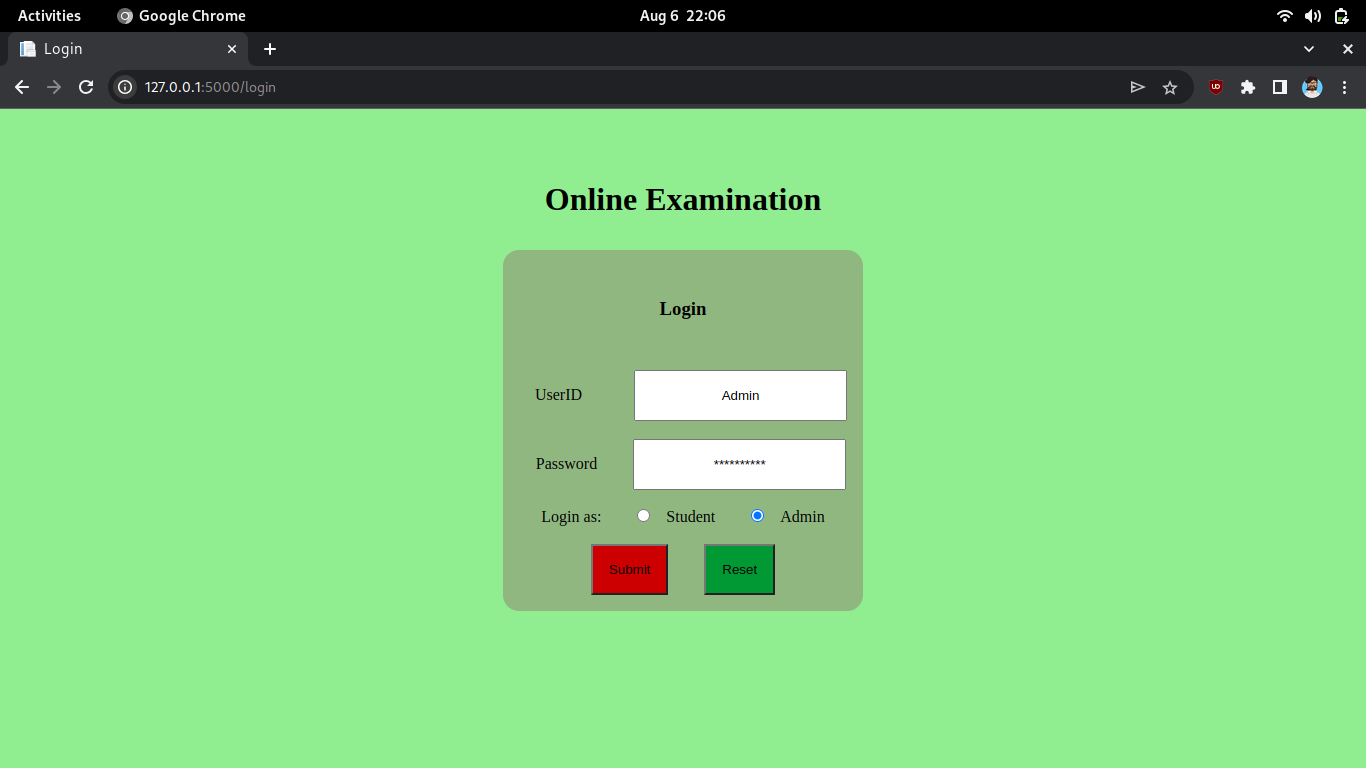 Activities Google Chrome Aug 6 22:06
Login
127.0.0.1:5000/login
Online Examination
Login
UserID Admin
Password **********
Login as: Student Admin
Submit Reset